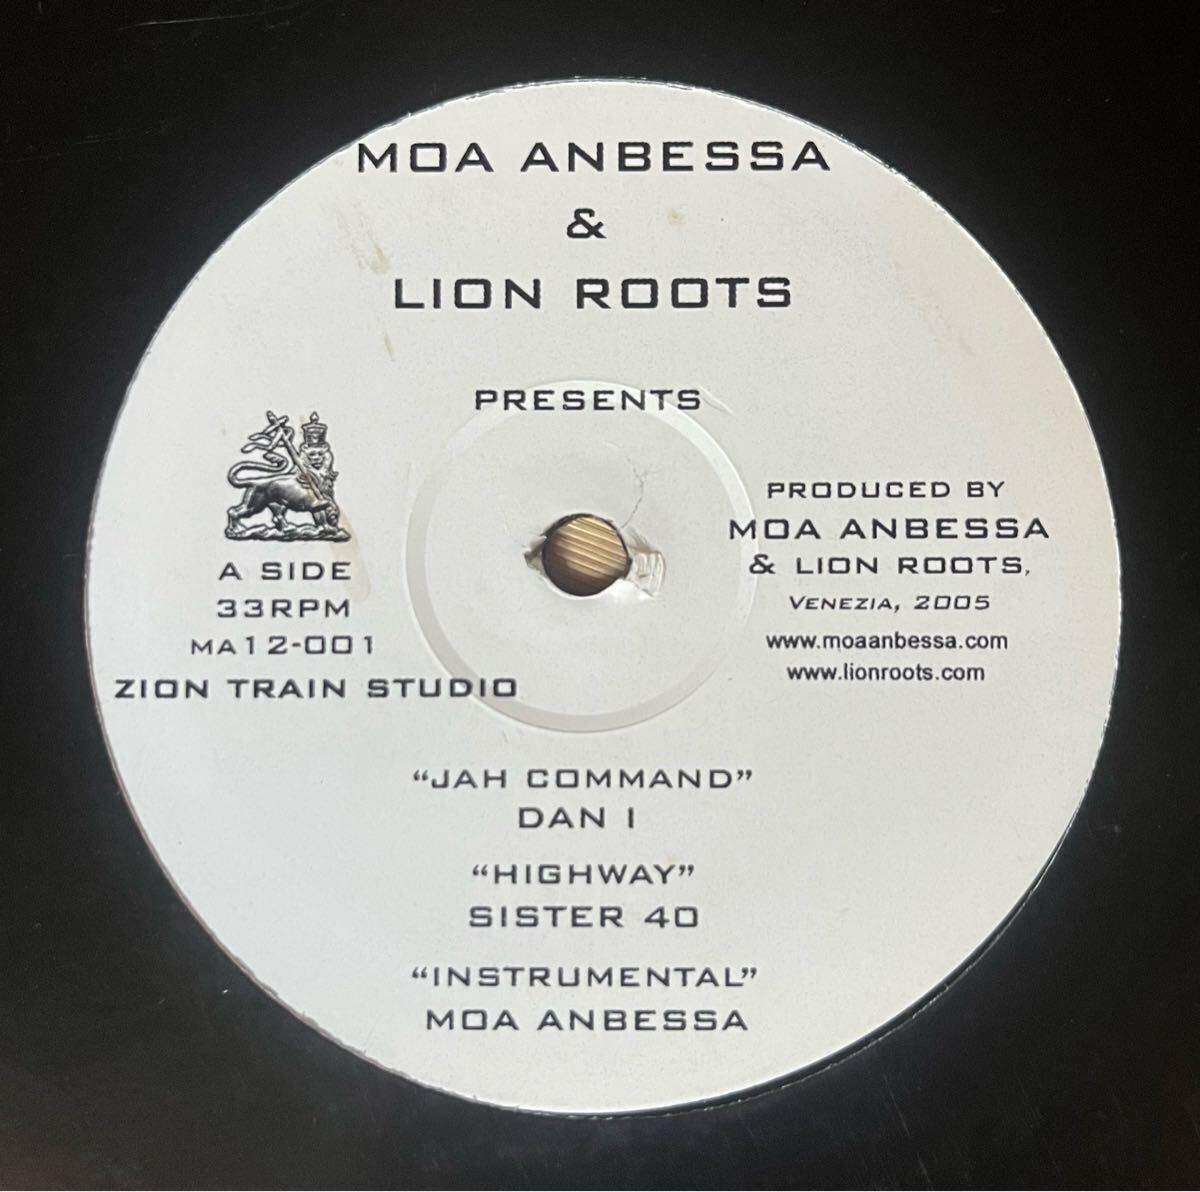 MOA ANBESSA
&
LION ROOTS
PRESENTS
A SIDE
33RPM
MA12-001
ZION TRAIN STUDIO
PRODUCED BY
MOA ANBESSA
& LION ROOTS,
VENEZIA, 2005
www.moaanbessa.com
www.lionroots.com
“JAH COMMAND”
DAN I
“HIGHWAY”
SISTER 40
“INSTRUMENTAL”
MOA ANBESSA